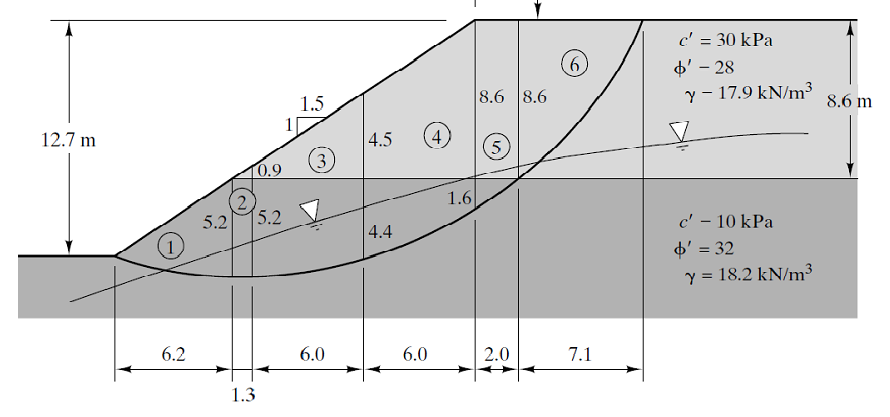 c′ = 30 kPa
ϕ′ – 28
γ – 17.9 kN/m³
8.6 m
12.7 m
1.5
1
6
8.6 8.6
4.5
4
5
3
0.9
2
5.2
5.2
1.6
4.4
1
c′ – 10 kPa
ϕ′ = 32
γ = 18.2 kN/m³
6.2
6.0
6.0
2.0
7.1
1.3